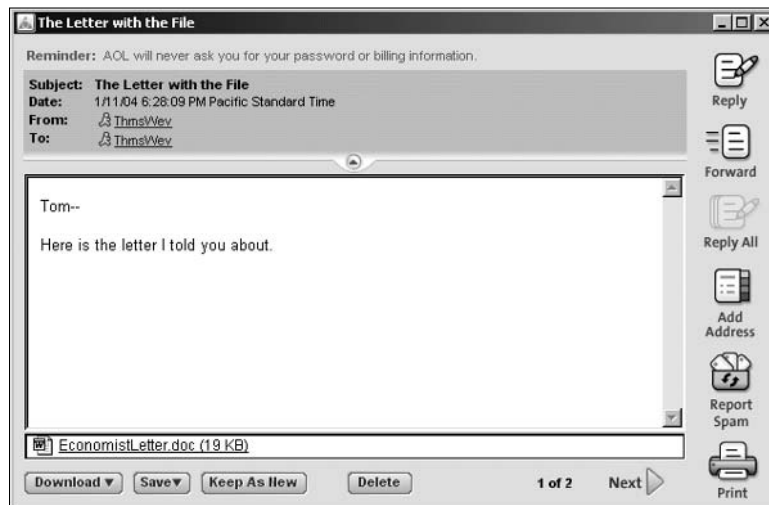 The Letter with the File
Reminder: AOL will never ask you for your password or billing information.
Subject: The Letter with the File
Date: 1/11/04 6:28:09 PM Pacific Standard Time
From: ThmsWev
To: ThmsWev
Reply
Forward
Reply All
Add
Address
Report
Spam
Print
Tom--
Here is the letter I told you about.
EconomistLetter.doc (19 KB)
Download ▾ Save▾ Keep As New Delete 1 of 2 Next